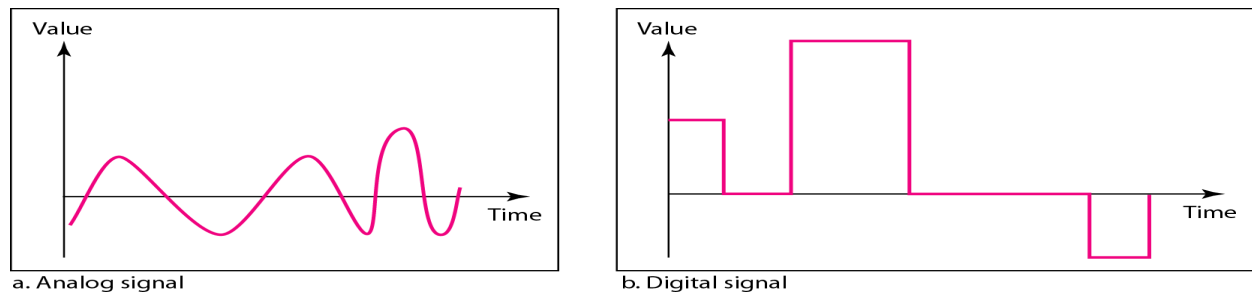 Value
Time
a. Analog signal
Value
Time
b. Digital signal